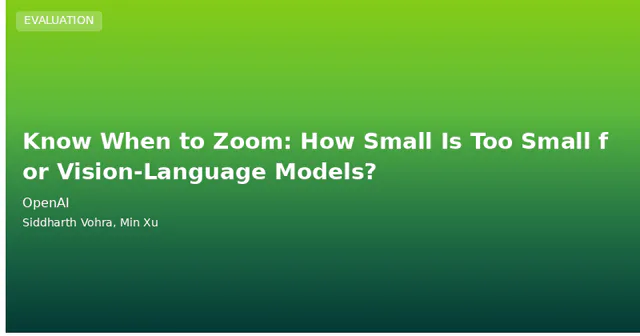 EVALUATION
Know When to Zoom: How Small Is Too Small f
or Vision-Language Models?
OpenAI
Siddharth Vohra, Min Xu